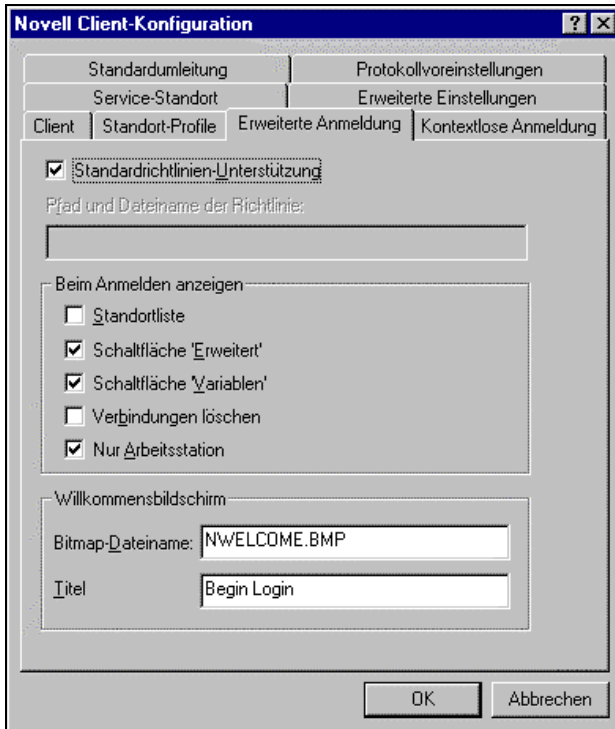 Novell Client-Konfiguration
Standardumleitung Protokollvoreinstellungen
Service-Standort Erweiterte Einstellungen
Client Standort-Profile Erweiterte Anmeldung Kontextlose Anmeldung
Standardrichtlinien-Unterstützung
Pfad und Dateiname der Richtlinie:
Beim Anmelden anzeigen
Standortliste
Schaltfläche 'Erweitert'
Schaltfläche 'Variablen'
Verbindungen löschen
Nur Arbeitsstation
Willkommensbildschirm
Bitmap-Dateiname: NWELCOME.BMP
Titel Begin Login
OK Abbrechen